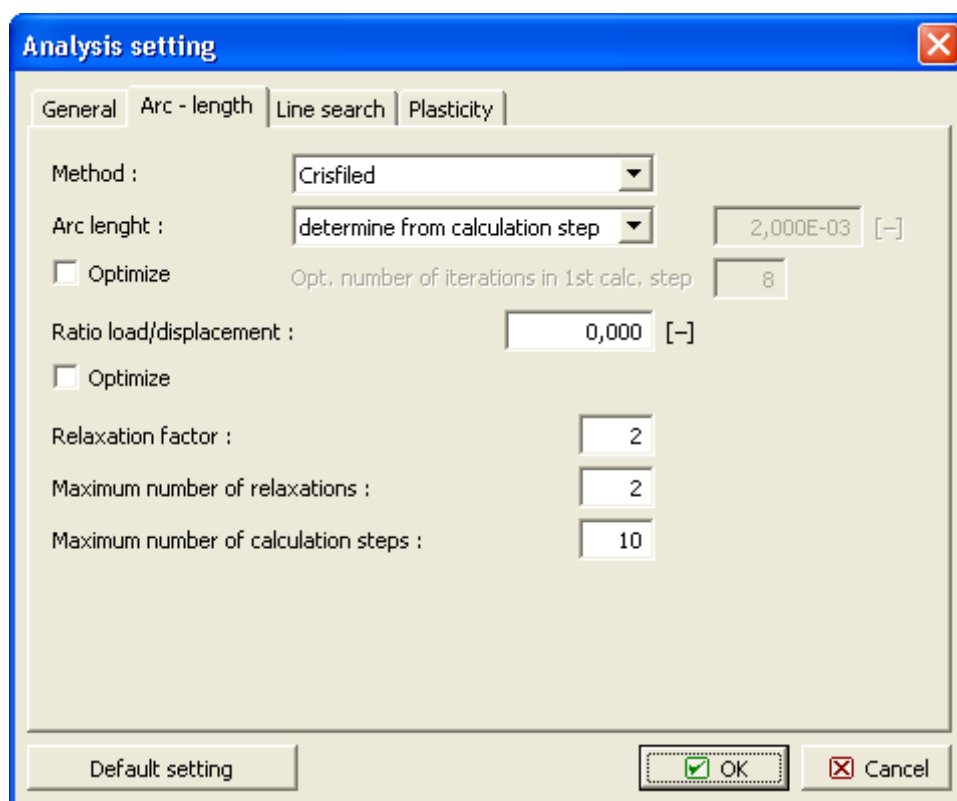 Analysis setting
General Arc - length Line search Plasticity
Method : Crisfiled
Arc lenght : determine from calculation step 2,000E-03 [–]
Optimize Opt. number of iterations in 1st calc. step 8
Ratio load/displacement : 0,000 [–]
Optimize
Relaxation factor : 2
Maximum number of relaxations : 2
Maximum number of calculation steps : 10
Default setting OK Cancel